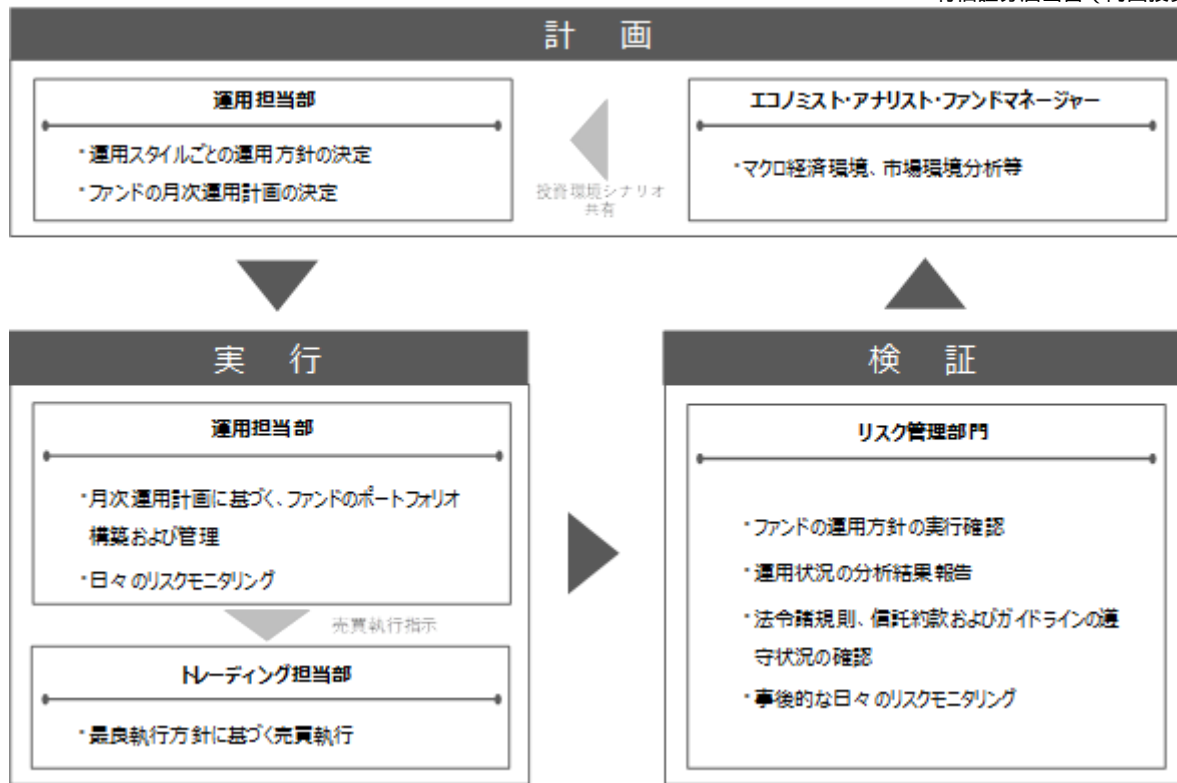 計 画
運用担当部
・運用スタイルごとの運用方針の決定
・ファンドの月次運用計画の決定
投資環境シナリオ
共有
エコノミスト・アナリスト・ファンドマネージャー
・マクロ経済環境、市場環境分析等
実 行
運用担当部
・月次運用計画に基づく、ファンドのポートフォリオ
構築および管理
・日々のリスクモニタリング
売買執行指示
トレーディング担当部
・最良執行方針に基づく売買執行
検 証
リスク管理部門
・ファンドの運用方針の実行確認
・運用状況の分析結果報告
・法令諸規則、信託約款およびガイドラインの遵
守状況の確認
・事後的な日々のリスクモニタリング